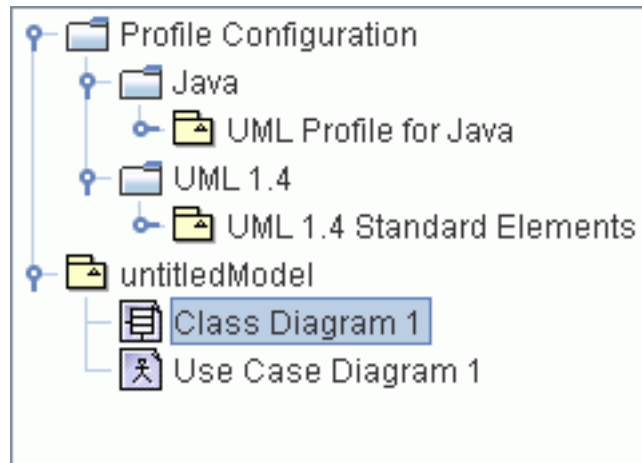 Profile Configuration
Java
UML Profile for Java
UML 1.4
UML 1.4 Standard Elements
untitledModel
Class Diagram 1
Use Case Diagram 1